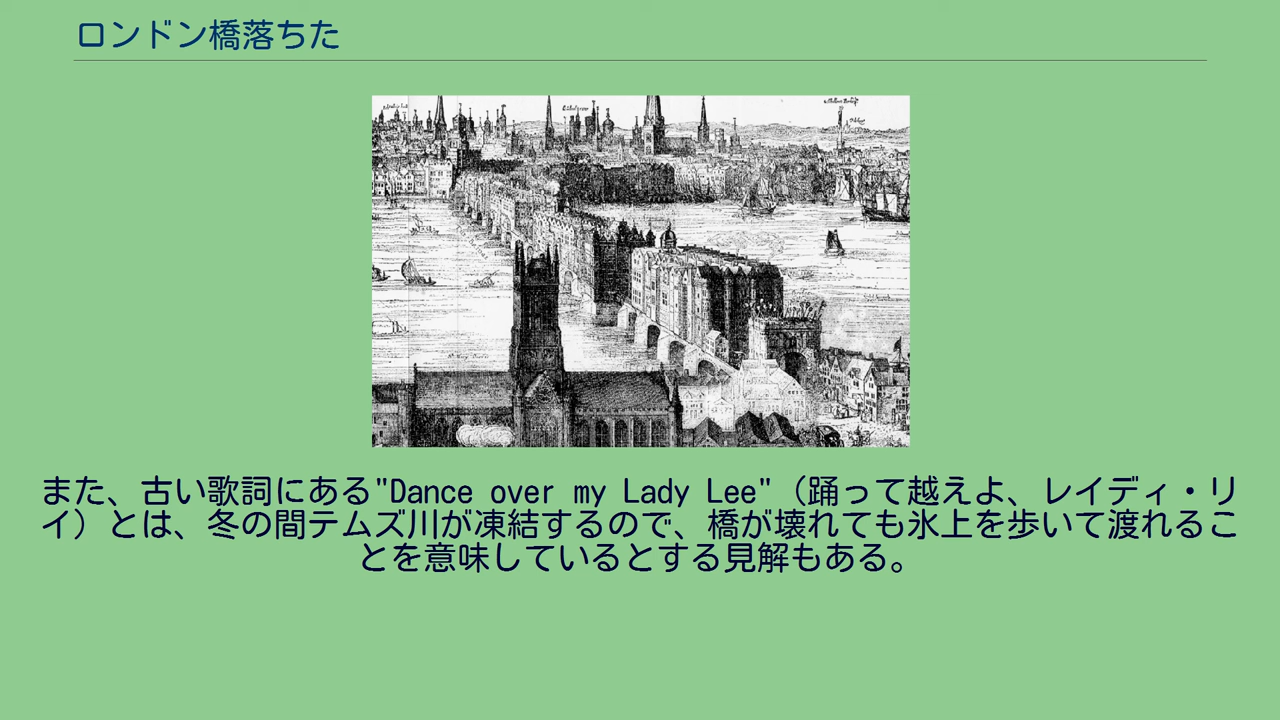 ロンドン橋落ちた
また、古い歌詞にある"Dance over my Lady Lee"（踊って越えよ、レイディ・リ
イ）とは、冬の間テムズ川が凍結するので、橋が壊れても氷上を歩いて渡れるこ
とを意味しているとする見解もある。